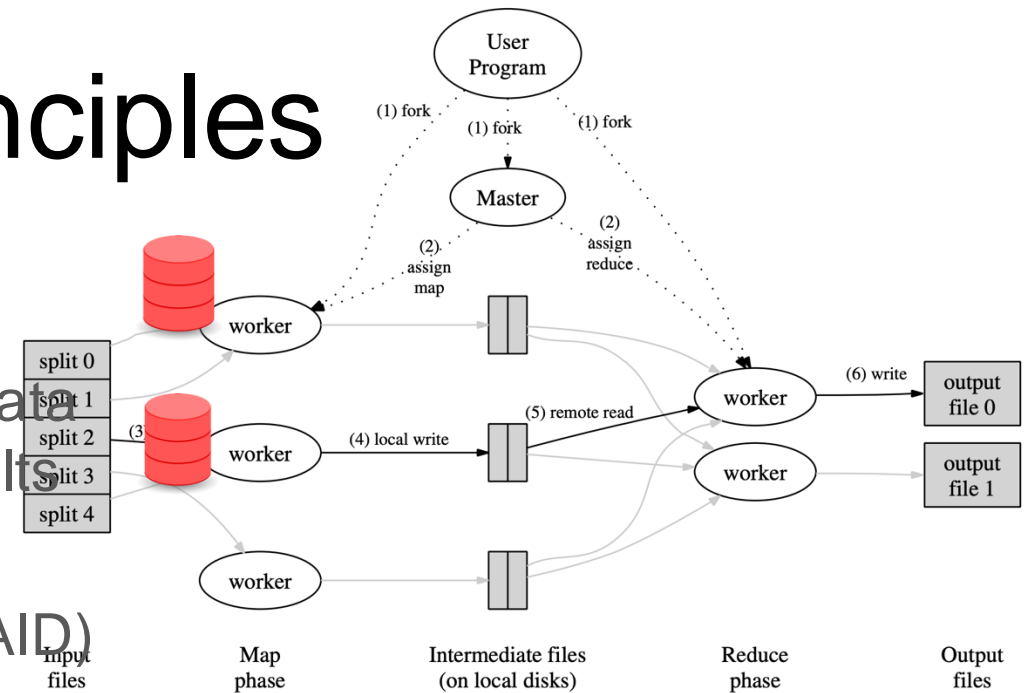 nciples
User
Program
(1) fork
(1) fork
(1) fork
Master
(2)
assign
map
(2)
assign
reduce
worker
split 0
split 1
split 2
split 3
split 4
ata
lts
AID)
(3
worker
(4) local write
(5) remote read
worker
worker
(6) write
output
file 0
output
file 1
worker
Input
files
Map
phase
Intermediate files
(on local disks)
Reduce
phase
Output
files